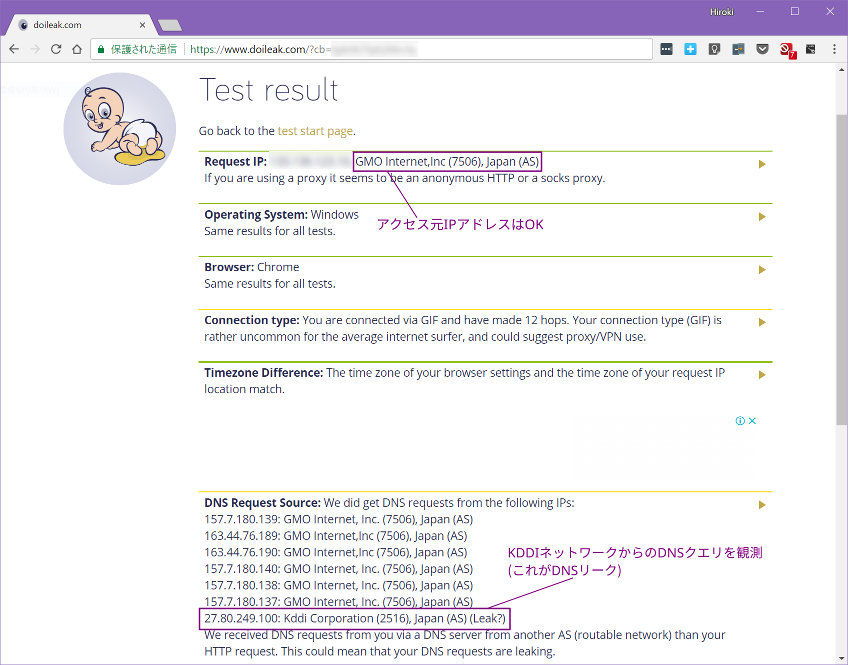 Hiroki
doileak.com
保護された通信 https://www.doileak.com/?cb=
7
Test result
Go back to the test start page.
Request IP: GMO Internet,Inc (7506), Japan (AS)
If you are using a proxy it seems to be an anonymous HTTP or a socks proxy.
アクセス元IPアドレスはOK
Operating System: Windows
Same results for all tests.
Browser: Chrome
Same results for all tests.
Connection type: You are connected via GIF and have made 12 hops. Your connection type (GIF) is
rather uncommon for the average internet surfer, and could suggest proxy/VPN use.
Timezone Difference: The time zone of your browser settings and the time zone of your request IP
location match.
DNS Request Source: We did get DNS requests from the following IPs:
157.7.180.139: GMO Internet, Inc. (7506), Japan (AS)
163.44.76.189: GMO Internet,Inc (7506), Japan (AS)
163.44.76.190: GMO Internet,Inc (7506), Japan (AS)
157.7.180.140: GMO Internet, Inc. (7506), Japan (AS)
157.7.180.138: GMO Internet, Inc. (7506), Japan (AS)
157.7.180.137: GMO Internet, Inc. (7506), Japan (AS)
KDDIネットワークからのDNSクエリを観測
(これがDNSリーク)
27.80.249.100: Kddi Corporation (2516), Japan (AS) (Leak?)
We received DNS requests from you via a DNS server from another AS (routable network) than your
HTTP request. This could mean that your DNS requests are leaking.